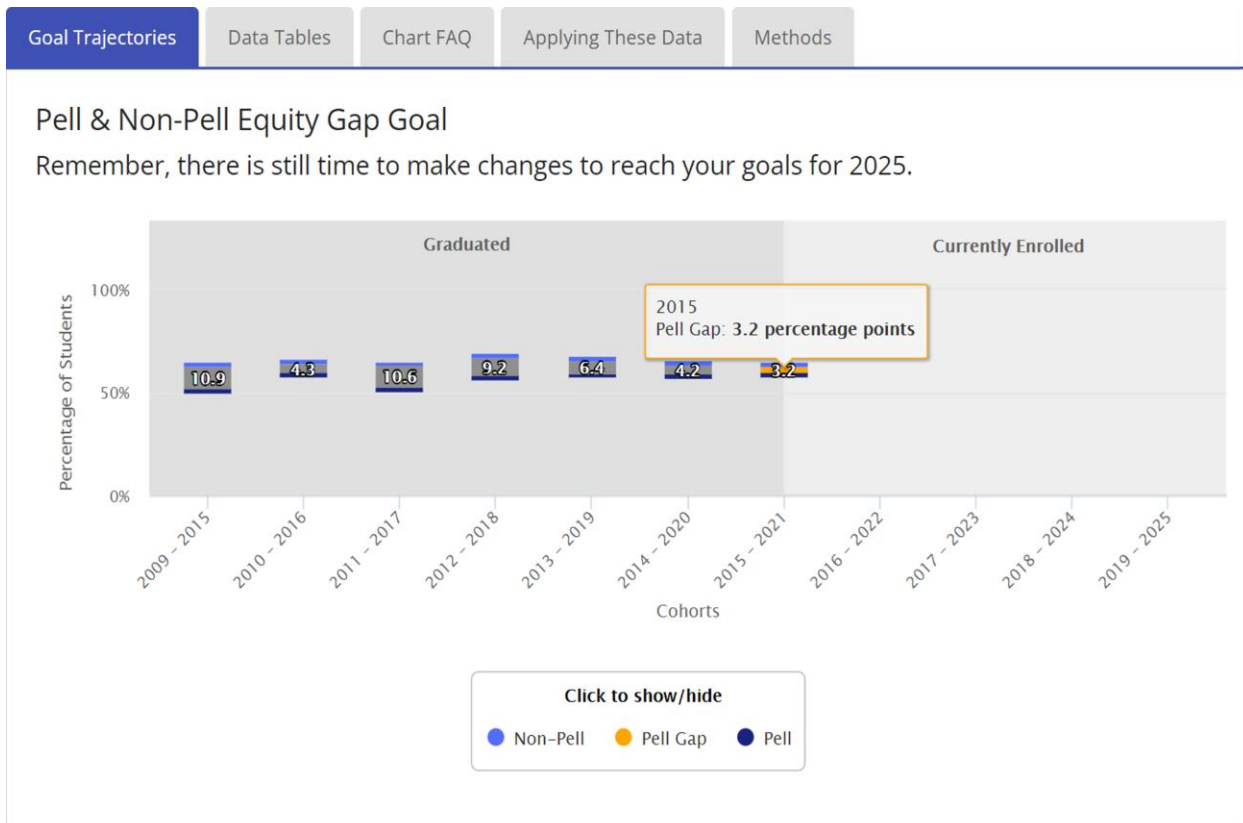 Goal Trajectories
Data Tables
Chart FAQ
Applying These Data
Methods
Pell & Non-Pell Equity Gap Goal
Remember, there is still time to make changes to reach your goals for 2025.
Graduated
Currently Enrolled
2015
Pell Gap: 3.2 percentage points
Percentage of Students
100%
50%
0%
10.9
4.3
10.6
9.2
6.4
4.2
3.2
2009 – 2015
2010 – 2016
2011 – 2017
2012 – 2018
2013 – 2019
2014 – 2020
2015 – 2021
2016 – 2022
2017 – 2023
2018 – 2024
2019 – 2025
Cohorts
Click to show/hide
Non–Pell
Pell Gap
Pell